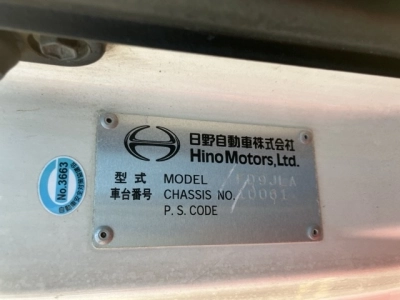 日野自動車株式会社
Hino Motors, Ltd.
型式 MODEL
車台番号 CHASSIS NO.
P. S. CODE
No.3663